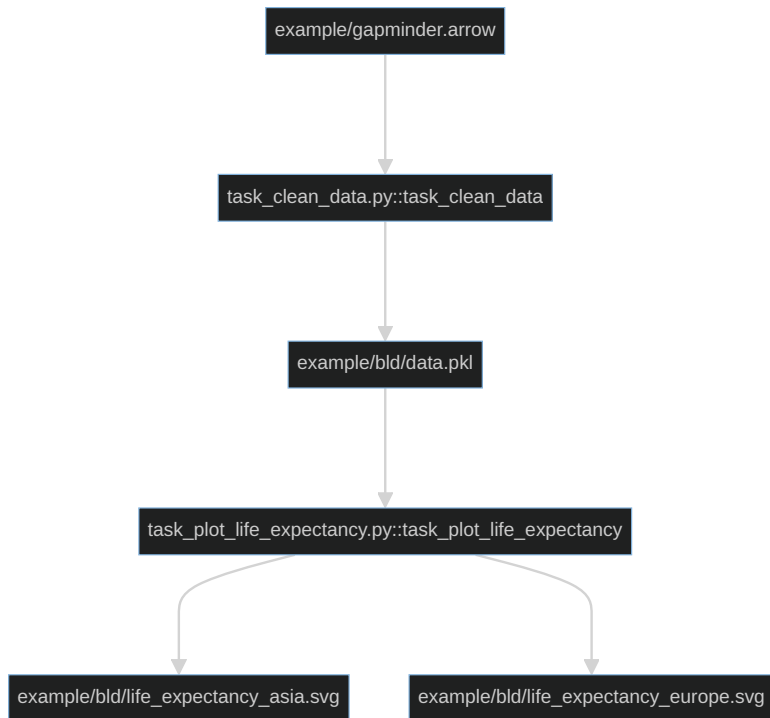 example/gapminder.arrow
task_clean_data.py::task_clean_data
example/bld/data.pkl
task_plot_life_expectancy.py::task_plot_life_expectancy
example/bld/life_expectancy_asia.svg
example/bld/life_expectancy_europe.svg